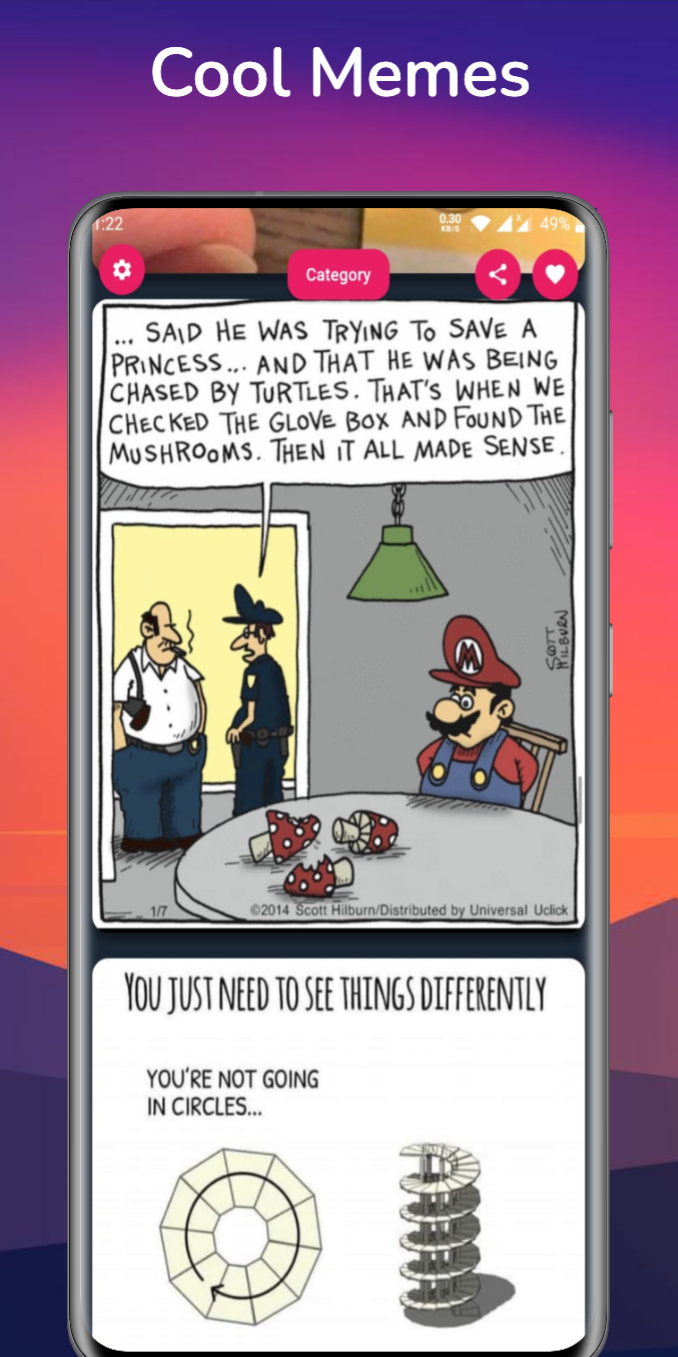 Cool Memes
1:22
0.30
KB/S
x
49%
Category
... SAID HE WAS TRYING TO SAVE A
PRINCESS... AND THAT HE WAS BEING
CHASED BY TURTLES. THAT'S WHEN WE
CHECKED THE GLOVE BOX AND FOUND THE
MUSHROOMS. THEN IT ALL MADE SENSE.
M
SCOTT
HILBURN
1/7
©2014 Scott Hilburn/Distributed by Universal Uclick
YOU JUST NEED TO SEE THINGS DIFFERENTLY
YOU'RE NOT GOING
IN CIRCLES...